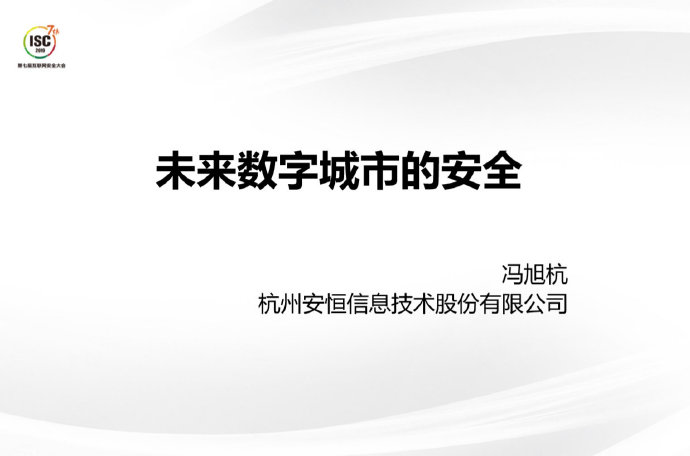 7th
ISC
2019
第七届互联网安全大会
未来数字城市的安全
冯旭杭
杭州安恒信息技术股份有限公司